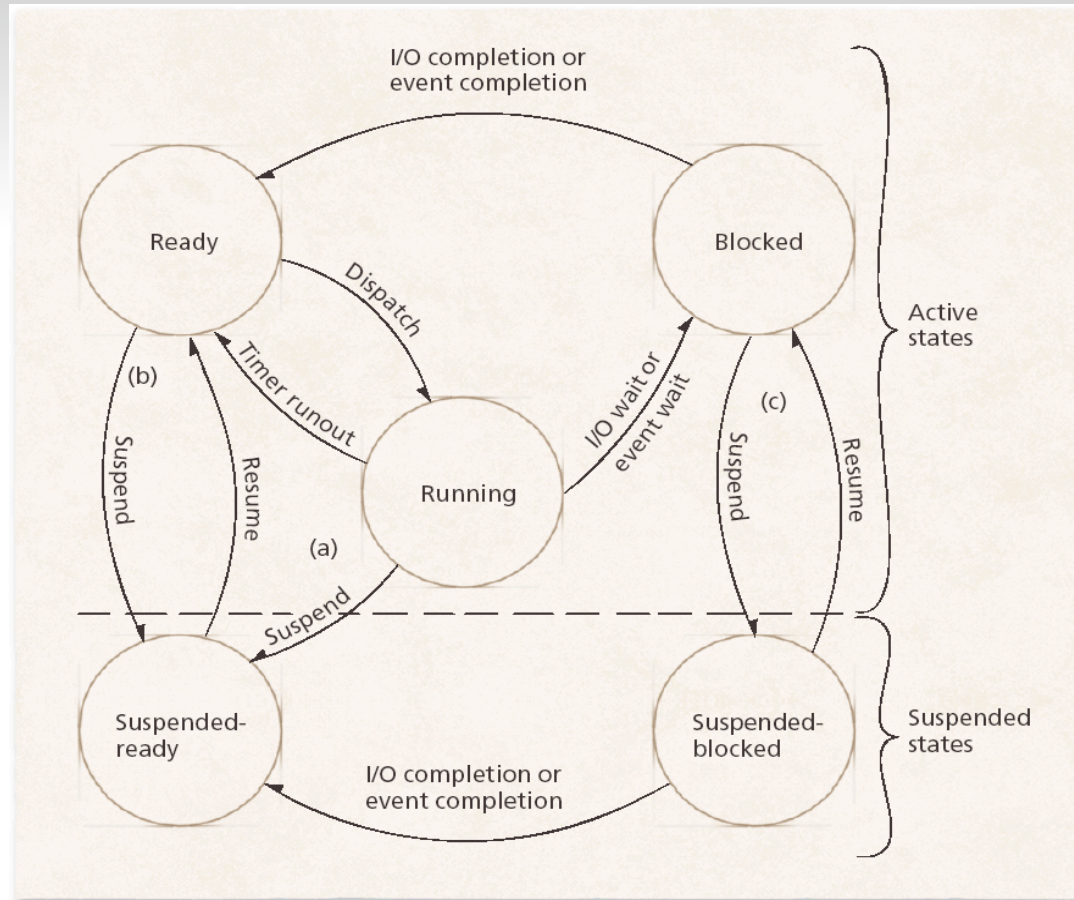 I/O completion or
event completion
Ready
Blocked
Dispatch
Active
states
Timer runout
I/O wait or
event wait
(b)
(c)
Suspend
Resume
Running
Suspend
Resume
(a)
Suspend
Suspended-
ready
Suspended-
blocked
Suspended
states
I/O completion or
event completion